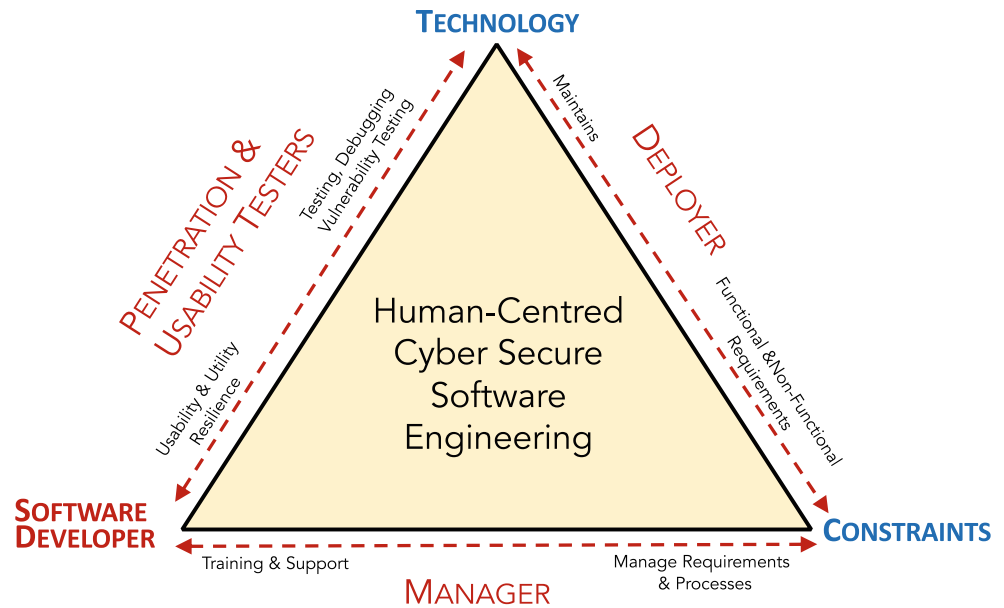 TECHNOLOGY
Maintains
DEPLOYER
Functional &Non-Functional
Requirements
Testing, Debugging
Vulnerability Testing
PENETRATION &
USABILITY TESTERS
Usability & Utility
Resilience
Human-Centred
Cyber Secure
Software
Engineering
SOFTWARE
DEVELOPER
CONSTRAINTS
Training & Support
Manage Requirements
& Processes
MANAGER